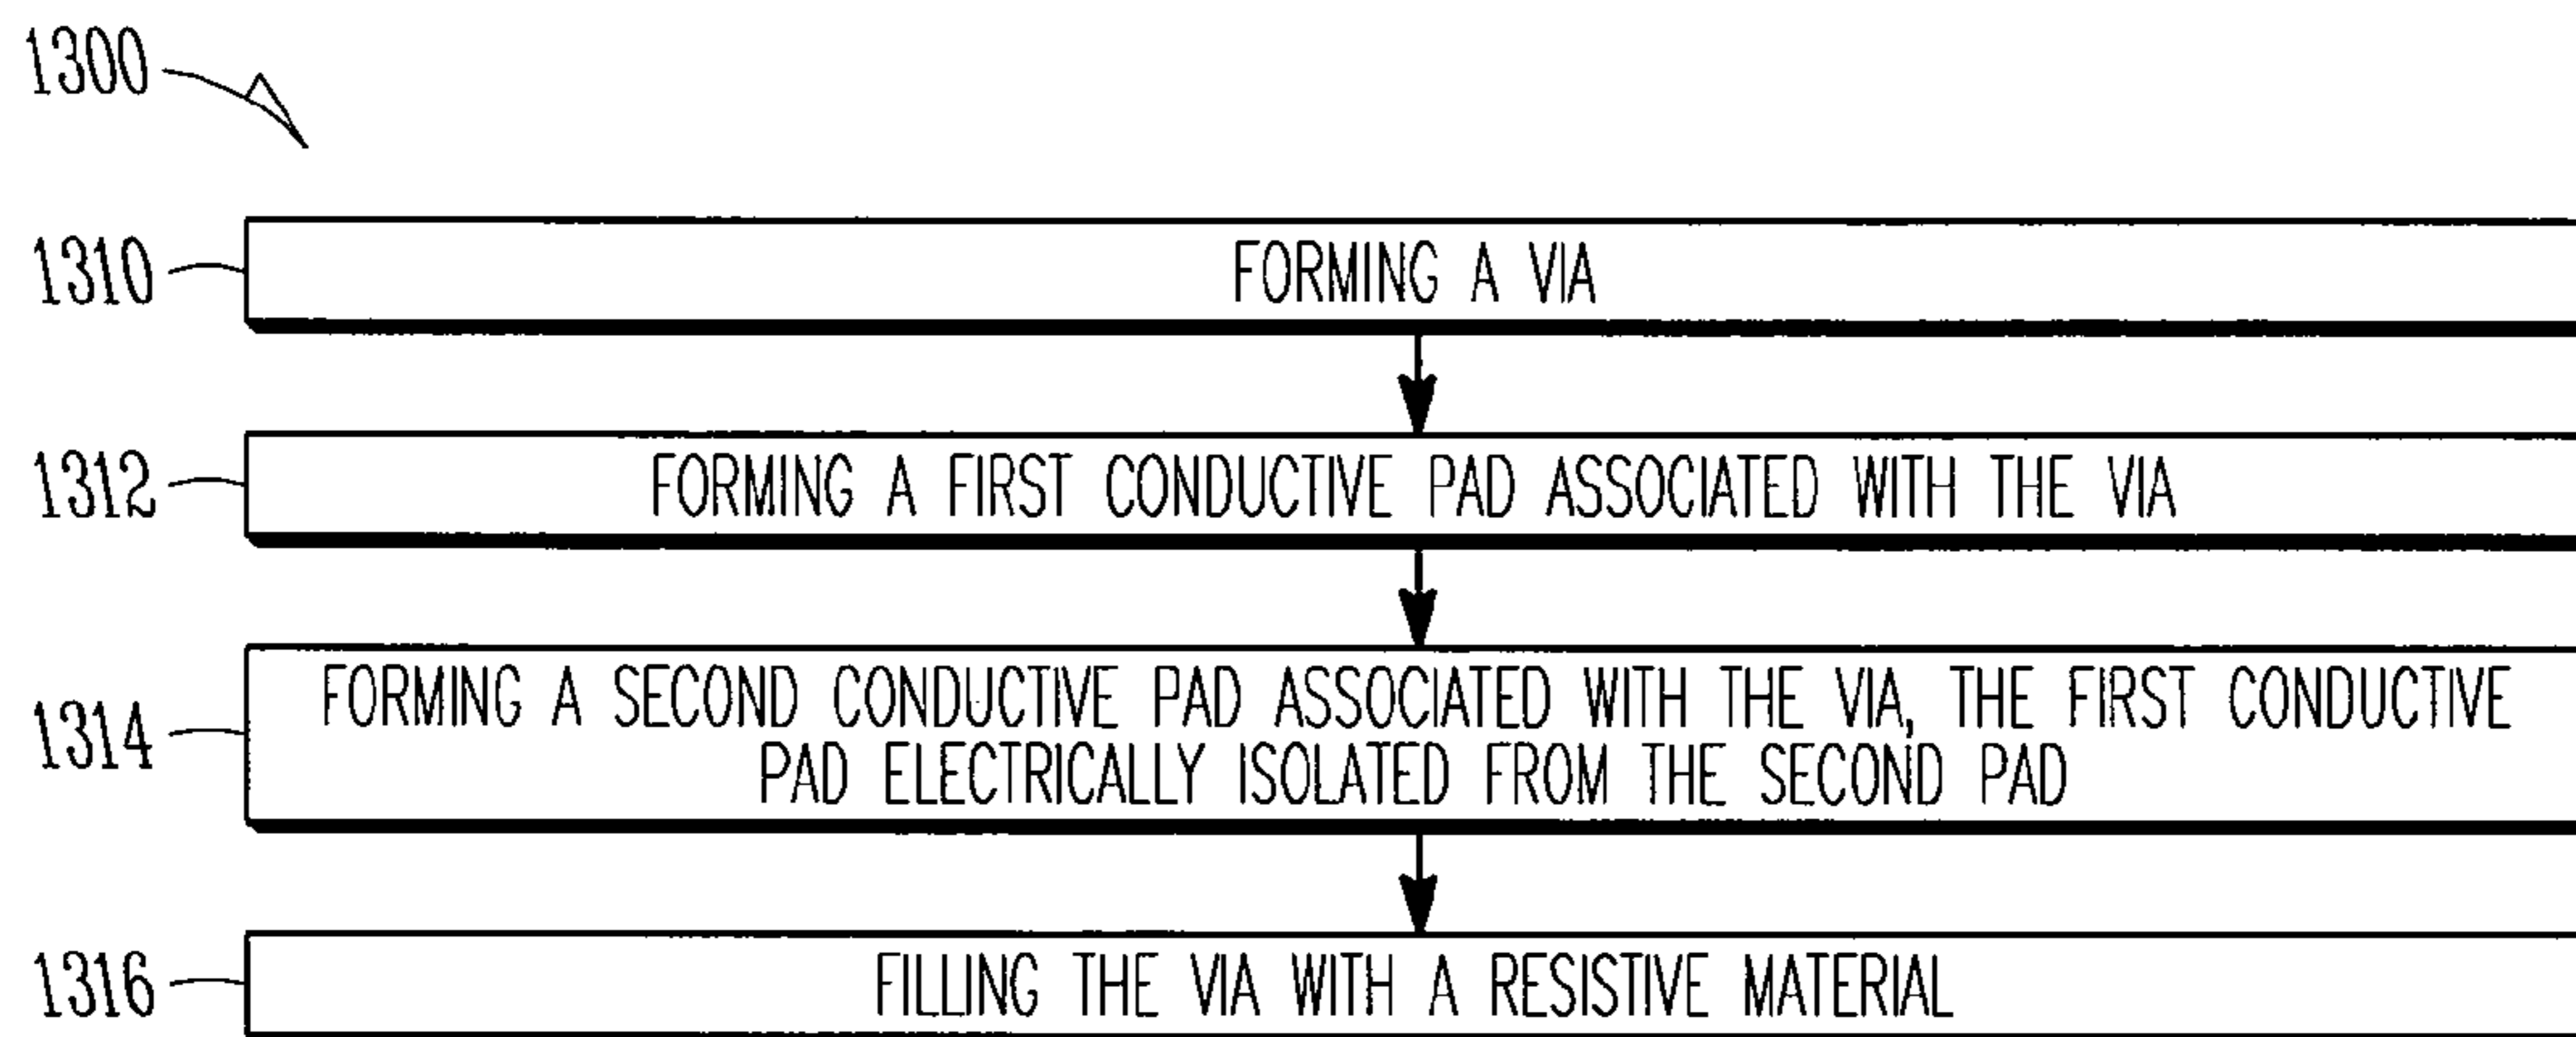 1300
1310
FORMING A VIA
1312
FORMING A FIRST CONDUCTIVE PAD ASSOCIATED WITH THE VIA
1314
FORMING A SECOND CONDUCTIVE PAD ASSOCIATED WITH THE VIA, THE FIRST CONDUCTIVE
PAD ELECTRICALLY ISOLATED FROM THE SECOND PAD
1316
FILLING THE VIA WITH A RESISTIVE MATERIAL